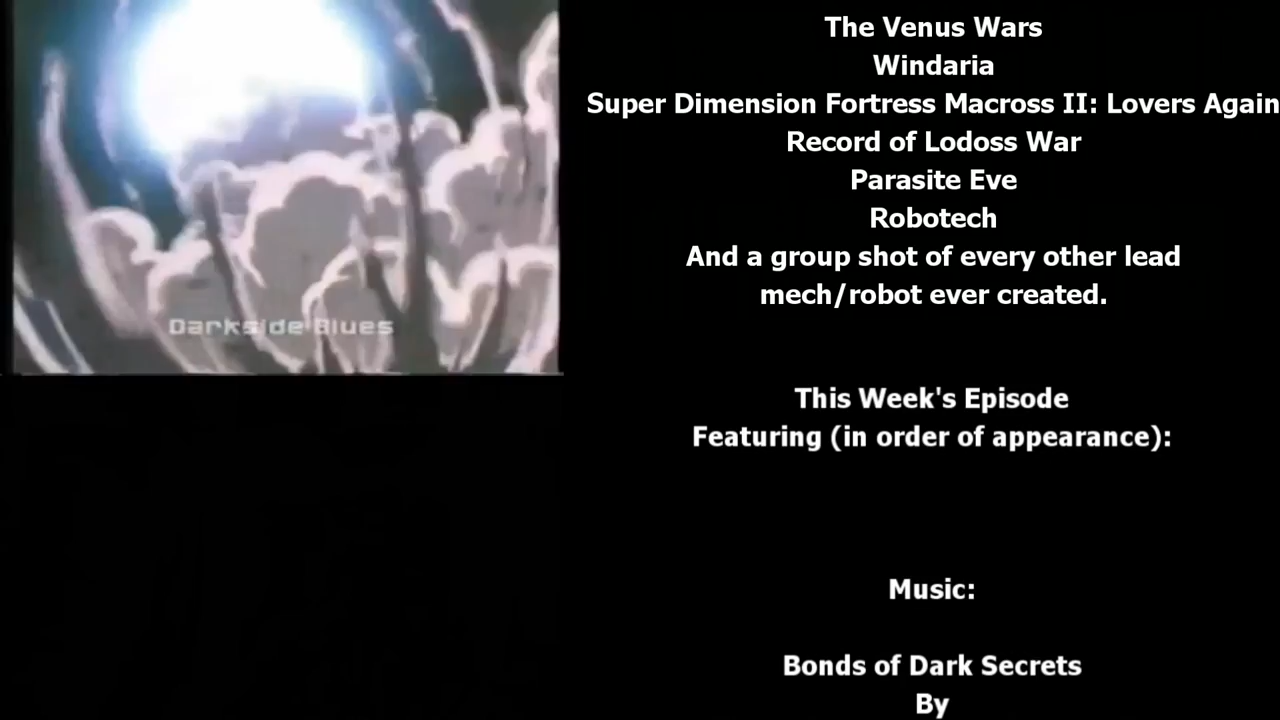 Darkside Blues
The Venus Wars
Windaria
Super Dimension Fortress Macross II: Lovers Again
Record of Lodoss War
Parasite Eve
Robotech
And a group shot of every other lead
mech/robot ever created.
This Week's Episode
Featuring (in order of appearance):
Music:
Bonds of Dark Secrets
By